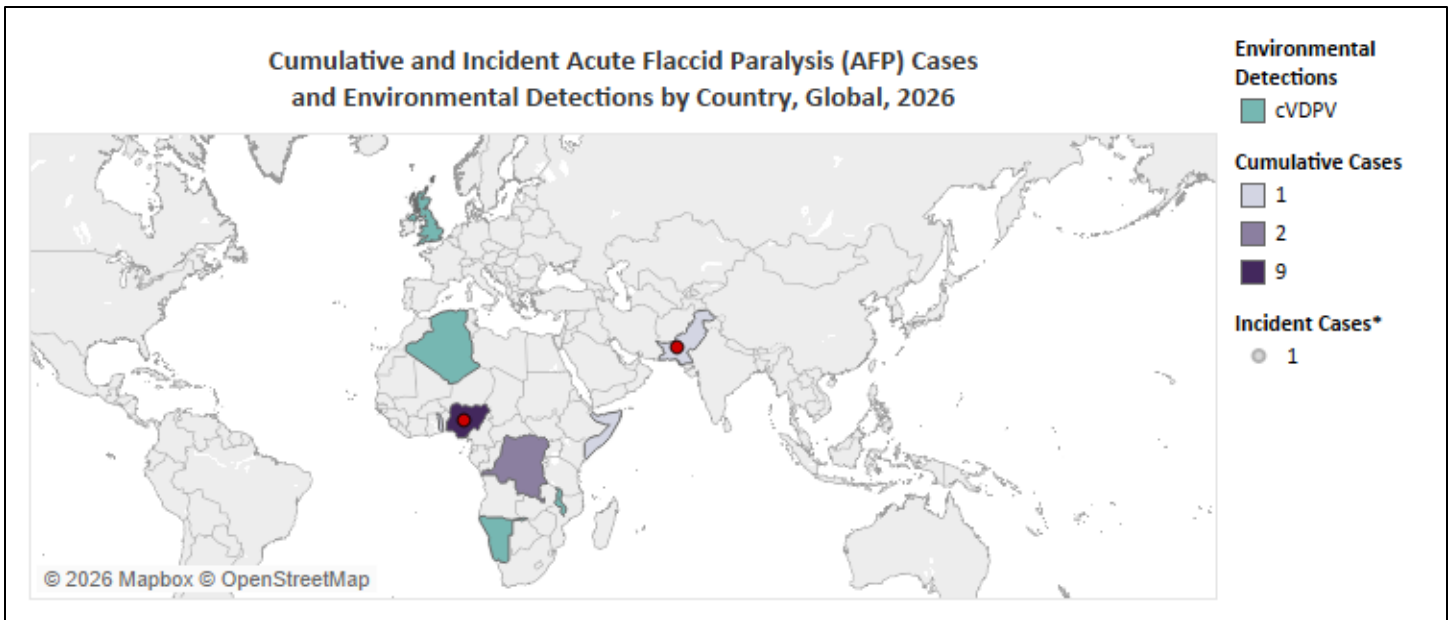 Cumulative and Incident Acute Flaccid Paralysis (AFP) Cases
and Environmental Detections by Country, Global, 2026
Environmental
Detections
cVDPV
Cumulative Cases
1
2
9
Incident Cases*
1
© 2026 Mapbox © OpenStreetMap